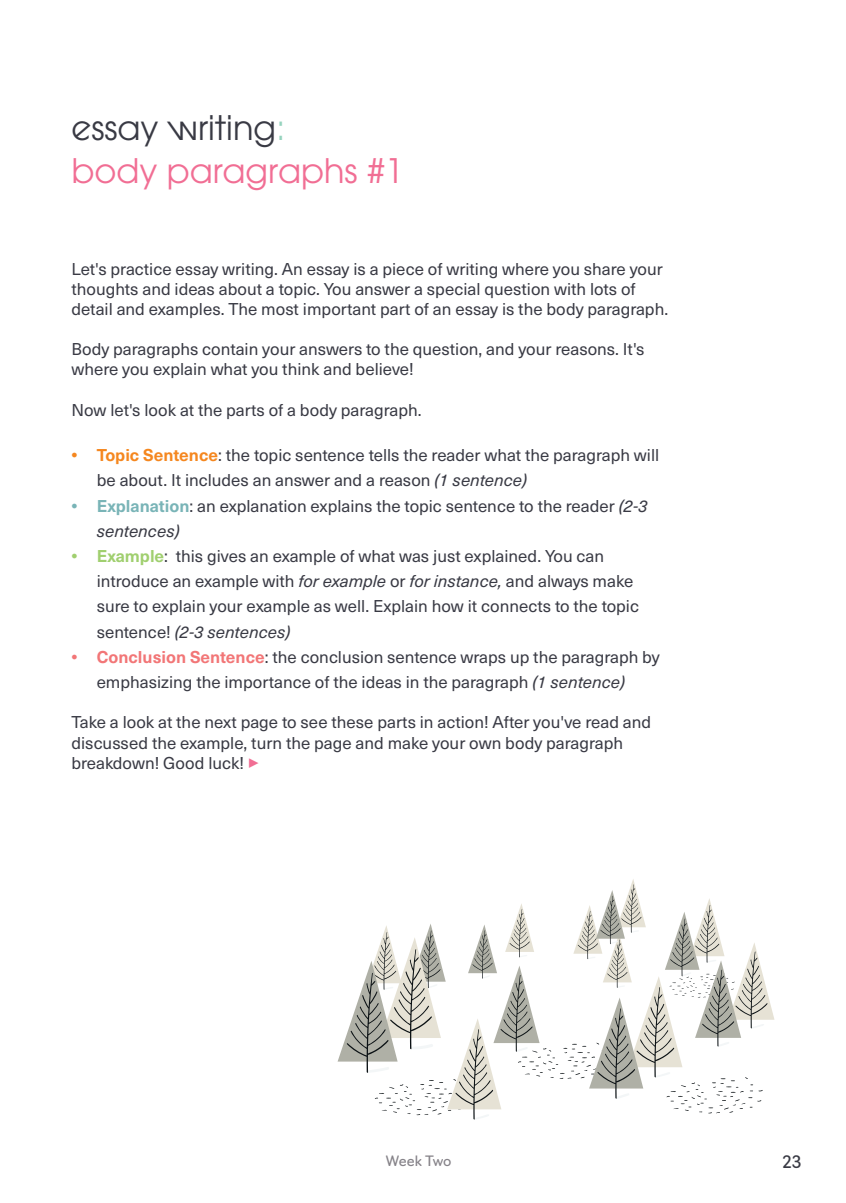 essay writing:
body paragraphs #1
Let's practice essay writing. An essay is a piece of writing where you share your
thoughts and ideas about a topic. You answer a special question with lots of
detail and examples. The most important part of an essay is the body paragraph.
Body paragraphs contain your answers to the question, and your reasons. It's
where you explain what you think and believe!
Now let's look at the parts of a body paragraph.
• Topic Sentence: the topic sentence tells the reader what the paragraph will
be about. It includes an answer and a reason (1 sentence)
• Explanation: an explanation explains the topic sentence to the reader (2-3
sentences)
• Example:  this gives an example of what was just explained. You can
introduce an example with for example or for instance, and always make
sure to explain your example as well. Explain how it connects to the topic
sentence! (2-3 sentences)
• Conclusion Sentence: the conclusion sentence wraps up the paragraph by
emphasizing the importance of the ideas in the paragraph (1 sentence)
Take a look at the next page to see these parts in action! After you've read and
discussed the example, turn the page and make your own body paragraph
breakdown! Good luck! ▶
Week Two
23